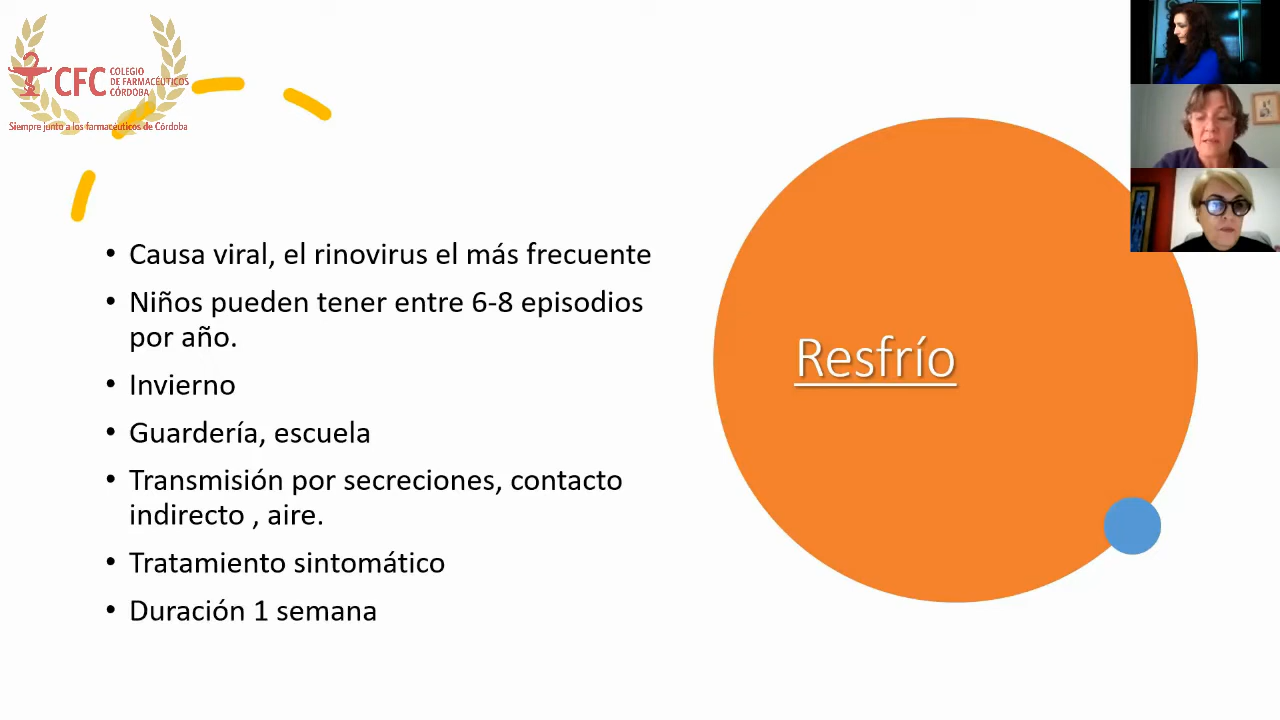 CFC
COLEGIO
DE FARMACÉUTICOS
CÓRDOBA
Siempre junto a los farmacéuticos de Córdoba
• Causa viral, el rinovirus el más frecuente
• Niños pueden tener entre 6-8 episodios
por año.
• Invierno
• Guardería, escuela
• Transmisión por secreciones, contacto
indirecto , aire.
• Tratamiento sintomático
• Duración 1 semana
Resfrío